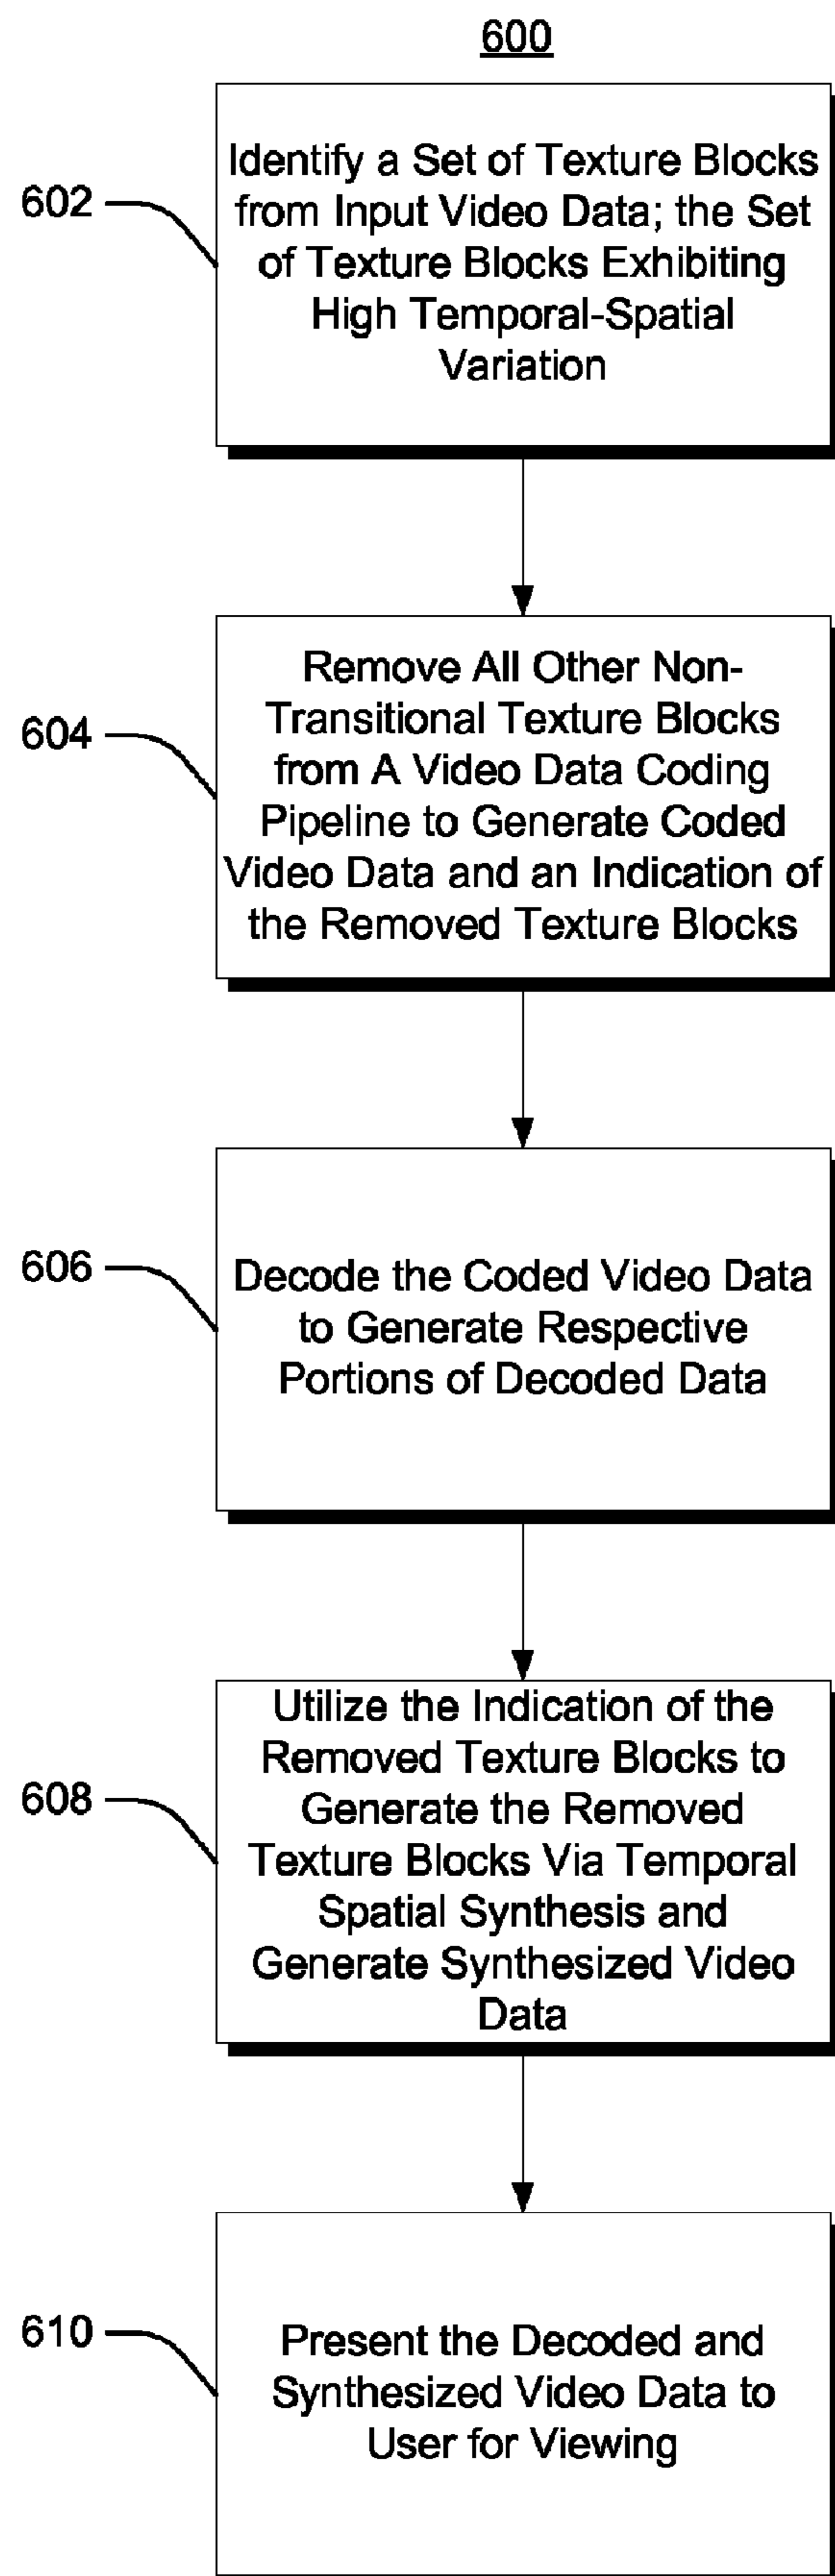 600
602
Identify a Set of Texture Blocks
from Input Video Data; the Set
of Texture Blocks Exhibiting
High Temporal-Spatial
Variation
604
Remove All Other Non-
Transitional Texture Blocks
from A Video Data Coding
Pipeline to Generate Coded
Video Data and an Indication of
the Removed Texture Blocks
606
Decode the Coded Video Data
to Generate Respective
Portions of Decoded Data
608
Utilize the Indication of the
Removed Texture Blocks to
Generate the Removed
Texture Blocks Via Temporal
Spatial Synthesis and
Generate Synthesized Video
Data
610
Present the Decoded and
Synthesized Video Data to
User for Viewing